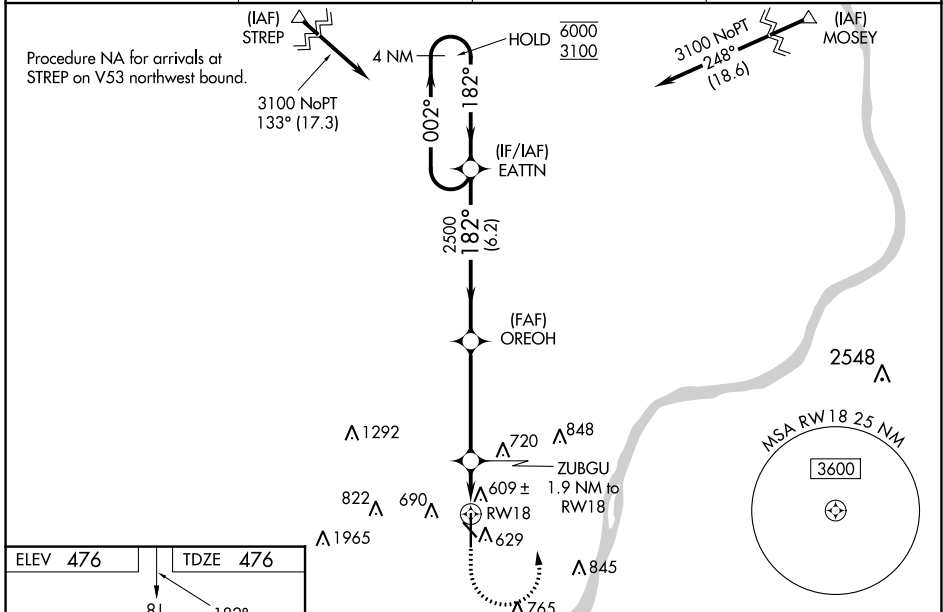 (IAF)
STREP
Procedure NA for arrivals at
STREP on V53 northwest bound.
3100 NoPT
133° (17.3)
4 NM
HOLD
6000
3100
002°
182°
3100 NoPT
248°
(18.6)
(IAF)
MOSEY
(IF/IAF)
EATTN
2500
182°
(6.2)
(FAF)
OREOH
2548
1292
720
848
ZUBGU
1.9 NM to
RW18
609 ±
822
690
RW18
1965
629
845
765
MSA RW18 25 NM
3600
ELEV 476
TDZE 476
18
182°